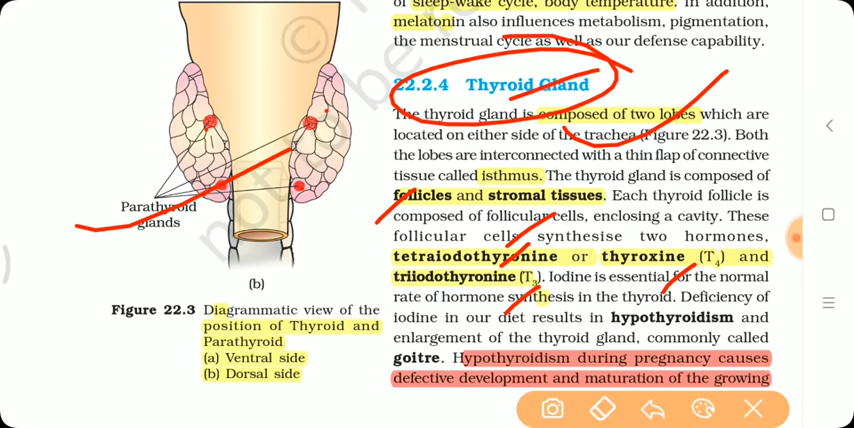 of sleep-wake cycle, body temperature. In addition,
melatonin also influences metabolism, pigmentation,
the menstrual cycle as well as our defense capability.
22.2.4 Thyroid Gland
The thyroid gland is composed of two lobes which are
located on either side of the trachea (Figure 22.3). Both
the lobes are interconnected with a thin flap of connective
tissue called isthmus. The thyroid gland is composed of
follicles and stromal tissues. Each thyroid follicle is
composed of follicular cells, enclosing a cavity. These
follicular cells synthesise two hormones,
tetraiodothyronine or thyroxine (T4) and
triiodothyronine (T3). Iodine is essential for the normal
rate of hormone synthesis in the thyroid. Deficiency of
iodine in our diet results in hypothyroidism and
enlargement of the thyroid gland, commonly called
goitre. Hypothyroidism during pregnancy causes
defective development and maturation of the growing
Parathyroid
glands
(b)
Figure 22.3 Diagrammatic view of the
position of Thyroid and
Parathyroid
(a) Ventral side
(b) Dorsal side